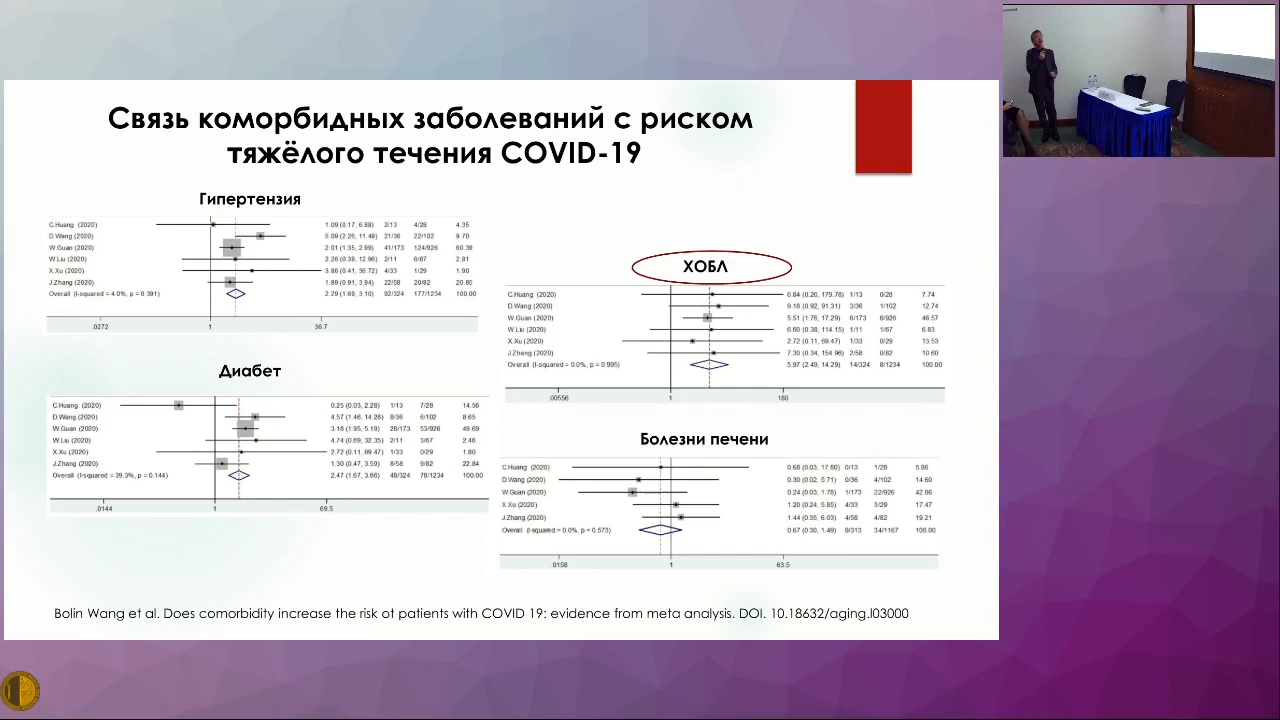 Связь коморбидных заболеваний с риском
тяжёлого течения COVID-19
Гипертензия
C.Huang (2020) 1.09 (0.17, 6.88) 2/13 4/28 4.35
D.Wang (2020) 5.09 (2.26, 11.48) 21/36 22/102 9.70
W.Guan (2020) 2.01 (1.35, 2.99) 41/173 124/926 60.39
W.Liu (2020) 2.26 (0.39, 12.96) 2/11 6/67 2.81
X.Xu (2020) 3.86 (0.41, 36.72) 4/33 1/29 1.90
J.Zhang (2020) 1.89 (0.91, 3.94) 22/58 20/82 20.85
Overall (I-squared = 4.0%, p = 0.391) 2.29 (1.69, 3.10) 92/324 177/1234 100.00
.0272 1 36.7
Диабет
C.Huang (2020) 0.25 (0.03, 2.28) 1/13 7/28 14.56
D.Wang (2020) 4.57 (1.46, 14.28) 8/36 6/102 8.65
W.Guan (2020) 3.18 (1.95, 5.19) 28/173 53/926 49.69
W.Liu (2020) 4.74 (0.69, 32.35) 2/11 3/67 2.46
X.Xu (2020) 2.72 (0.11, 69.47) 1/33 0/29 1.80
J.Zhang (2020) 1.30 (0.47, 3.59) 8/58 9/82 22.84
Overall (I-squared = 39.3%, p = 0.144) 2.47 (1.67, 3.66) 48/324 78/1234 100.00
.0144 1 69.5
ХОБЛ
C.Huang (2020) 6.84 (0.26, 179.78) 1/13 0/28 7.74
D.Wang (2020) 9.18 (0.92, 91.31) 3/36 1/102 12.74
W.Guan (2020) 5.51 (1.76, 17.29) 6/173 6/926 48.57
W.Liu (2020) 6.60 (0.38, 114.15) 1/11 1/67 6.83
X.Xu (2020) 2.72 (0.11, 69.47) 1/33 0/29 13.53
J.Zhang (2020) 7.30 (0.34, 154.96) 2/58 0/82 10.60
Overall (I-squared = 0.0%, p = 0.995) 5.97 (2.49, 14.29) 14/324 8/1234 100.00
.00556 1 180
Болезни печени
C.Huang (2020) 0.68 (0.03, 17.80) 0/13 1/28 5.86
D.Wang (2020) 0.30 (0.02, 5.71) 0/36 4/102 14.60
W.Guan (2020) 0.24 (0.03, 1.78) 1/173 22/926 42.86
X.Xu (2020) 1.20 (0.24, 5.85) 4/33 3/29 17.47
J.Zhang (2020) 1.44 (0.35, 6.03) 4/58 4/82 19.21
Overall (I-squared = 0.0%, p = 0.573) 0.67 (0.30, 1.49) 9/313 34/1167 100.00
.0158 1 63.5
Bolin Wang et al. Does comorbidity increase the risk of patients with COVID 19: evidence from meta analysis. DOI. 10.18632/aging.l03000